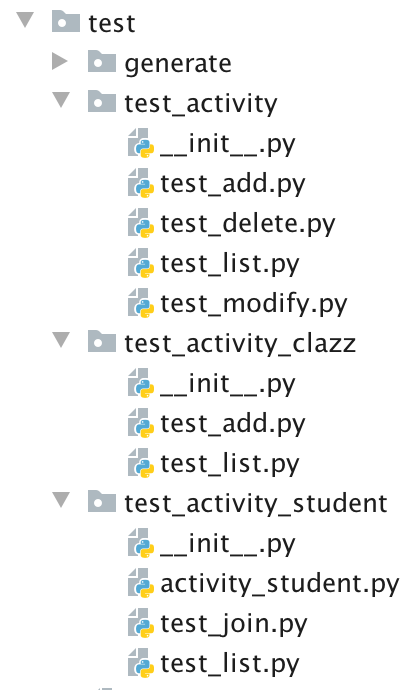 test
generate
test_activity
__init__.py
test_add.py
test_delete.py
test_list.py
test_modify.py
test_activity_clazz
__init__.py
test_add.py
test_list.py
test_activity_student
__init__.py
activity_student.py
test_join.py
test_list.py